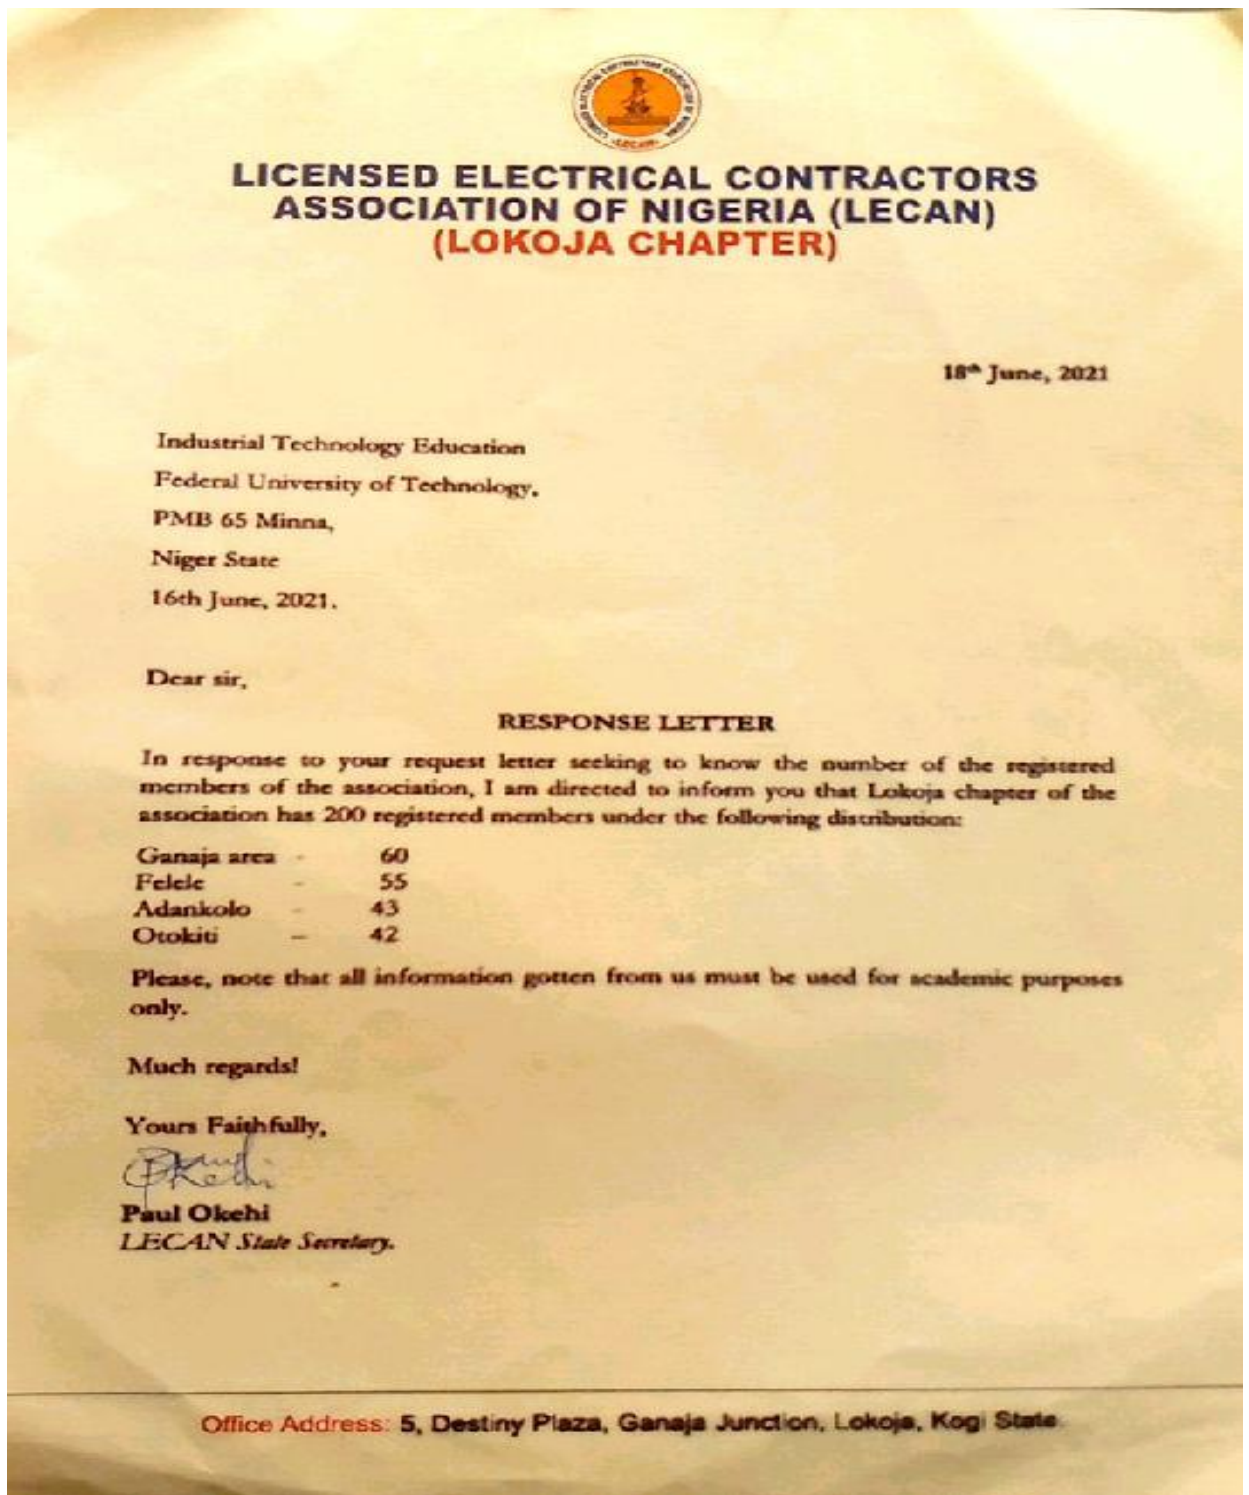 LICENSED ELECTRICAL CONTRACTORS
ASSOCIATION OF NIGERIA (LECAN)
(LOKOJA CHAPTER)
18th June, 2021
Industrial Technology Education
Federal University of Technology,
PMB 65 Minna,
Niger State
16th June, 2021.
Dear sir,
RESPONSE LETTER
In response to your request letter seeking to know the number of the registered
members of the association, I am directed to inform you that Lokoja chapter of the
association has 200 registered members under the following distribution:
Ganaja area - 60
Felele - 55
Adankolo - 43
Otokiti – 42
Please, note that all information gotten from us must be used for academic purposes
only.
Much regards!
Yours Faithfully,
Paul Okehi
LECAN State Secretary.
Office Address: 5, Destiny Plaza, Ganaja Junction, Lokoja, Kogi State